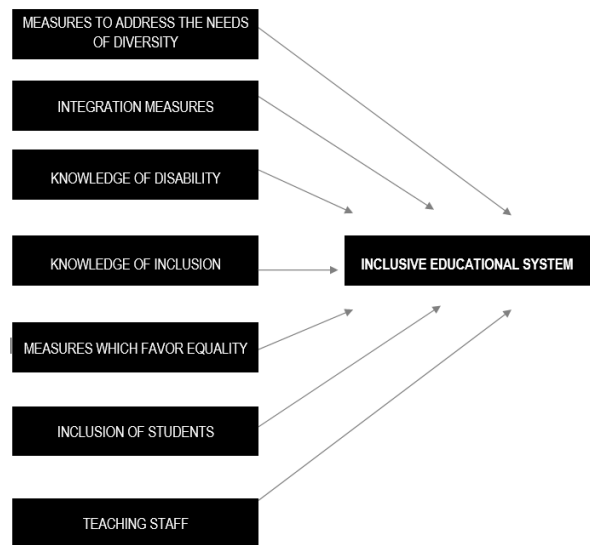 MEASURES TO ADDRESS THE NEEDS
OF DIVERSITY
INTEGRATION MEASURES
KNOWLEDGE OF DISABILITY
KNOWLEDGE OF INCLUSION
INCLUSIVE EDUCATIONAL SYSTEM
MEASURES WHICH FAVOR EQUALITY
INCLUSION OF STUDENTS
TEACHING STAFF